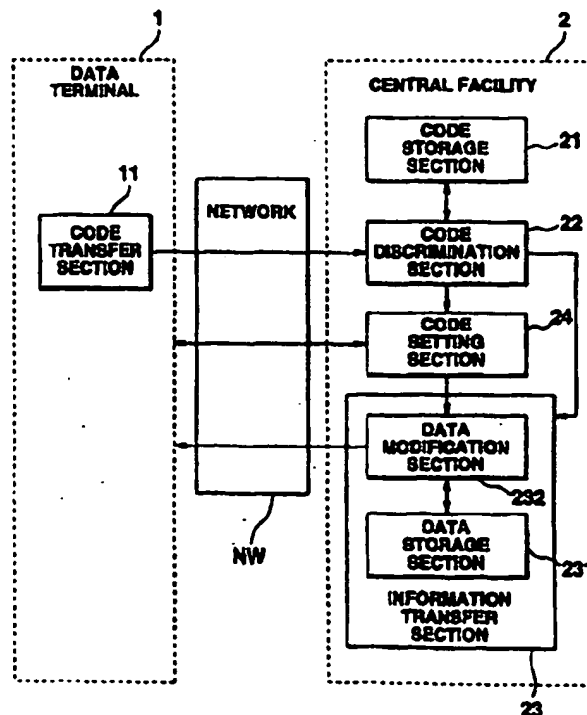 1
2
DATA
TERMINAL
CENTRAL FACILITY
CODE
STORAGE
SECTION
21
11
NETWORK
CODE
TRANSFER
SECTION
CODE
DISCRIMINATION
SECTION
22
CODE
SETTING
SECTION
24
DATA
MODIFICATION
SECTION
232
NW
DATA
STORAGE
SECTION
231
INFORMATION
TRANSFER
SECTION
23